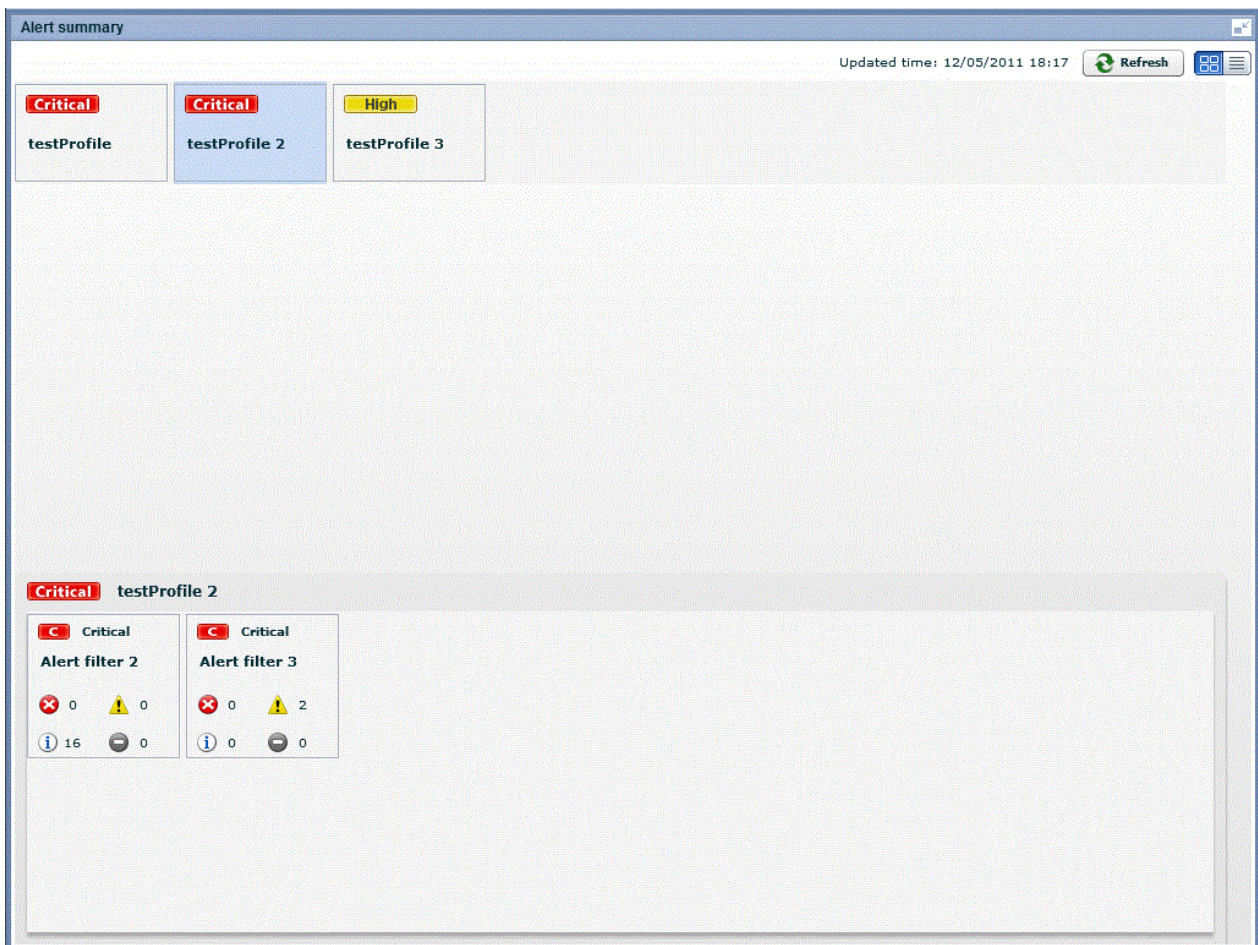 Alert summary
Updated time: 12/05/2011 18:17 Refresh
Critical Critical High
testProfile testProfile 2 testProfile 3
Critical testProfile 2
C Critical C Critical
Alert filter 2 Alert filter 3
0 0 0 2
i 16 0 i 0 0